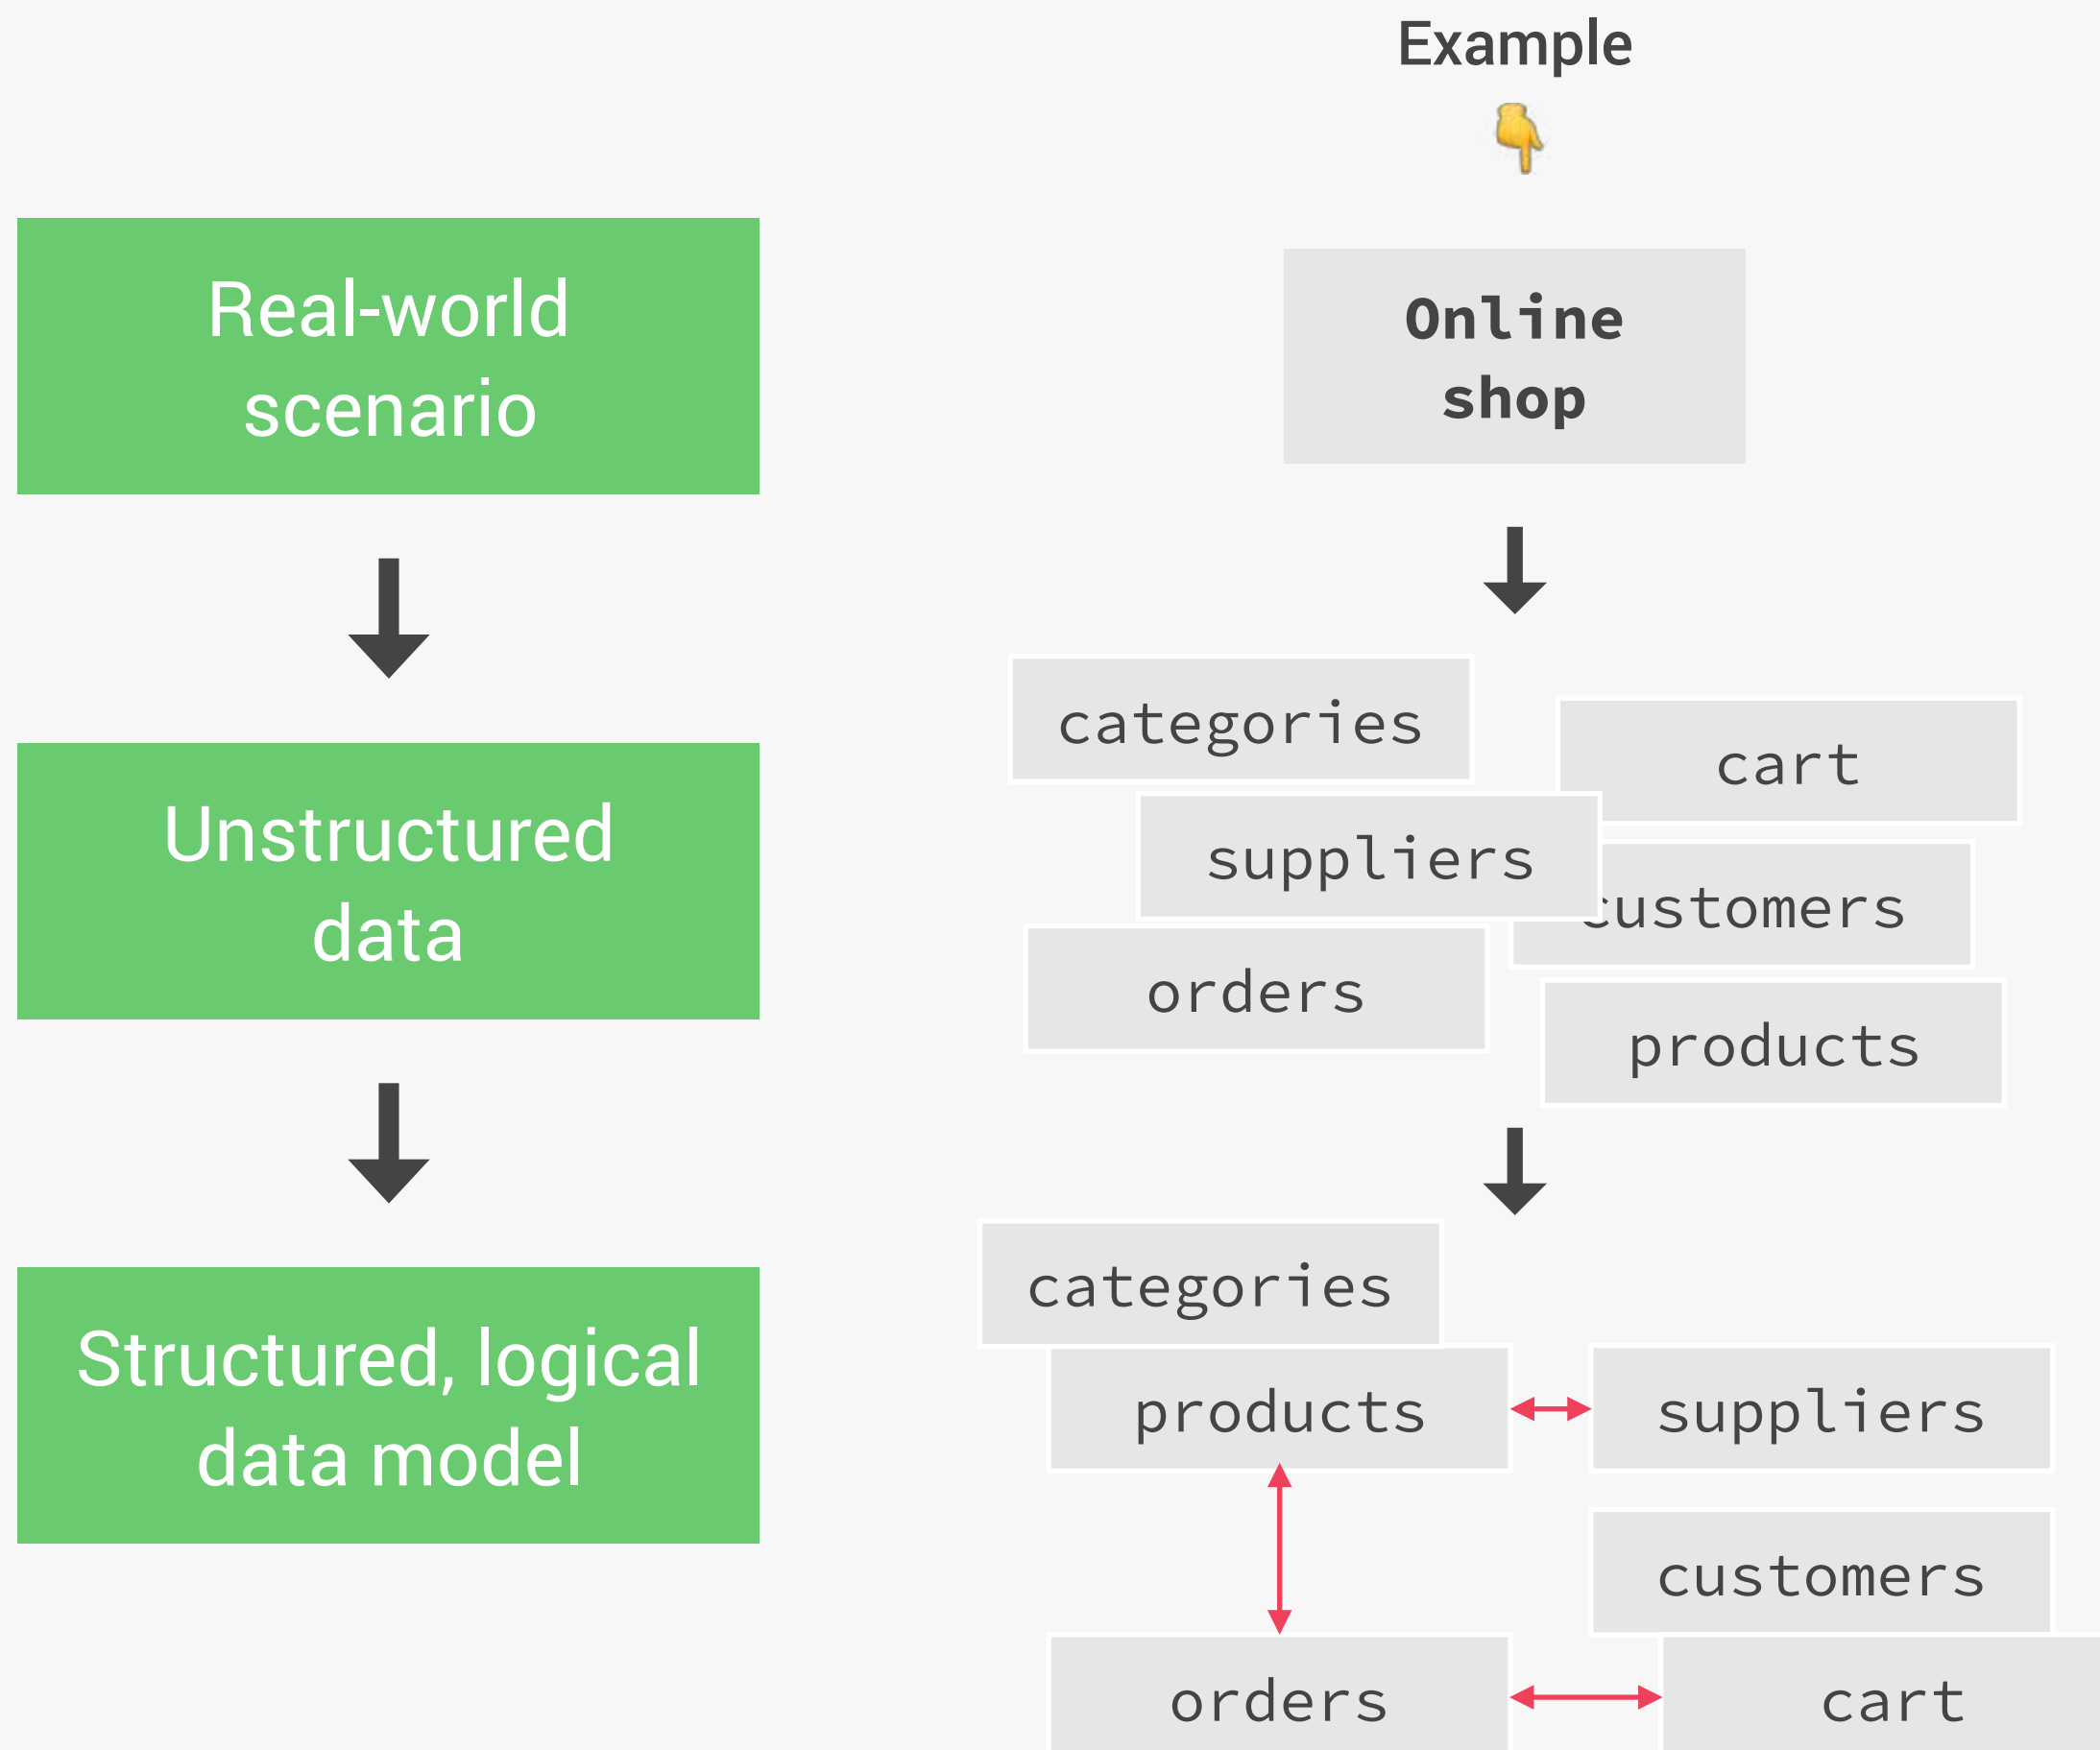 Example
Real-world
scenario
Online
shop
Unstructured
data
categories
cart
suppliers
customers
orders
products
Structured, logical
data model
categories
products
suppliers
customers
orders
cart